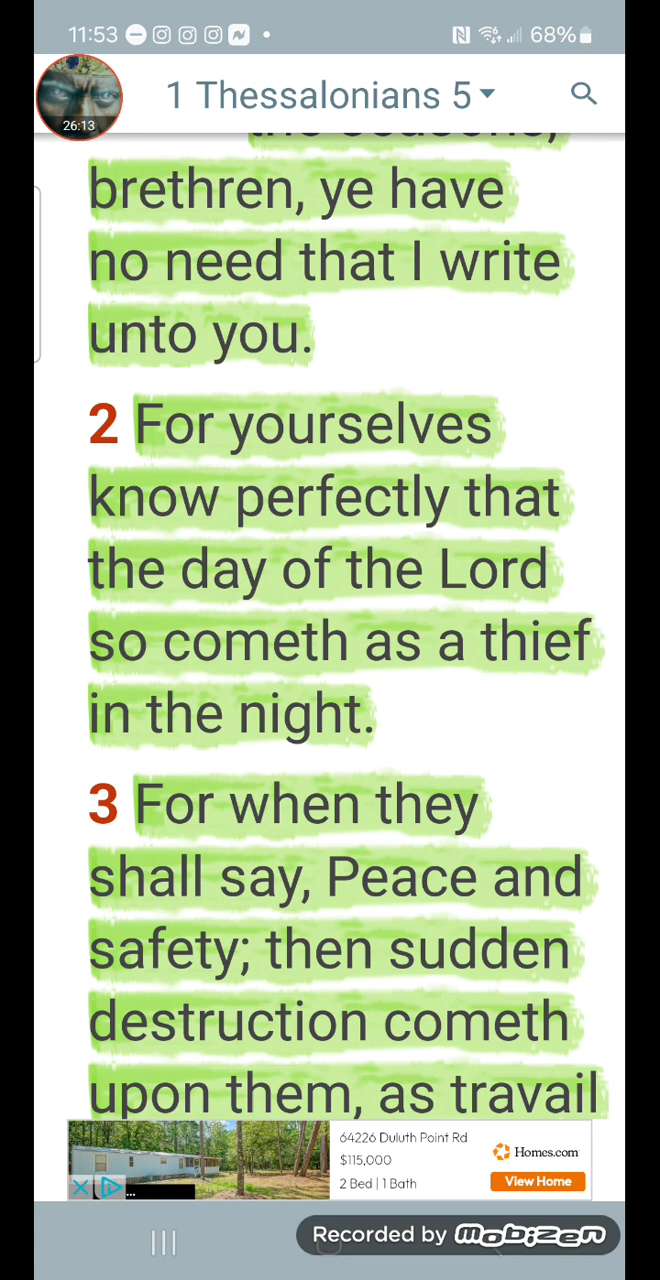 11:53
68%
26:13
1 Thessalonians 5
the seasons,
brethren, ye have
no need that I write
unto you.
2 For yourselves
know perfectly that
the day of the Lord
so cometh as a thief
in the night.
3 For when they
shall say, Peace and
safety; then sudden
destruction cometh
upon them, as travail
64226 Duluth Point Rd
$115,000
2 Bed | 1 Bath
Homes.com
View Home
...
Recorded by Mobizen